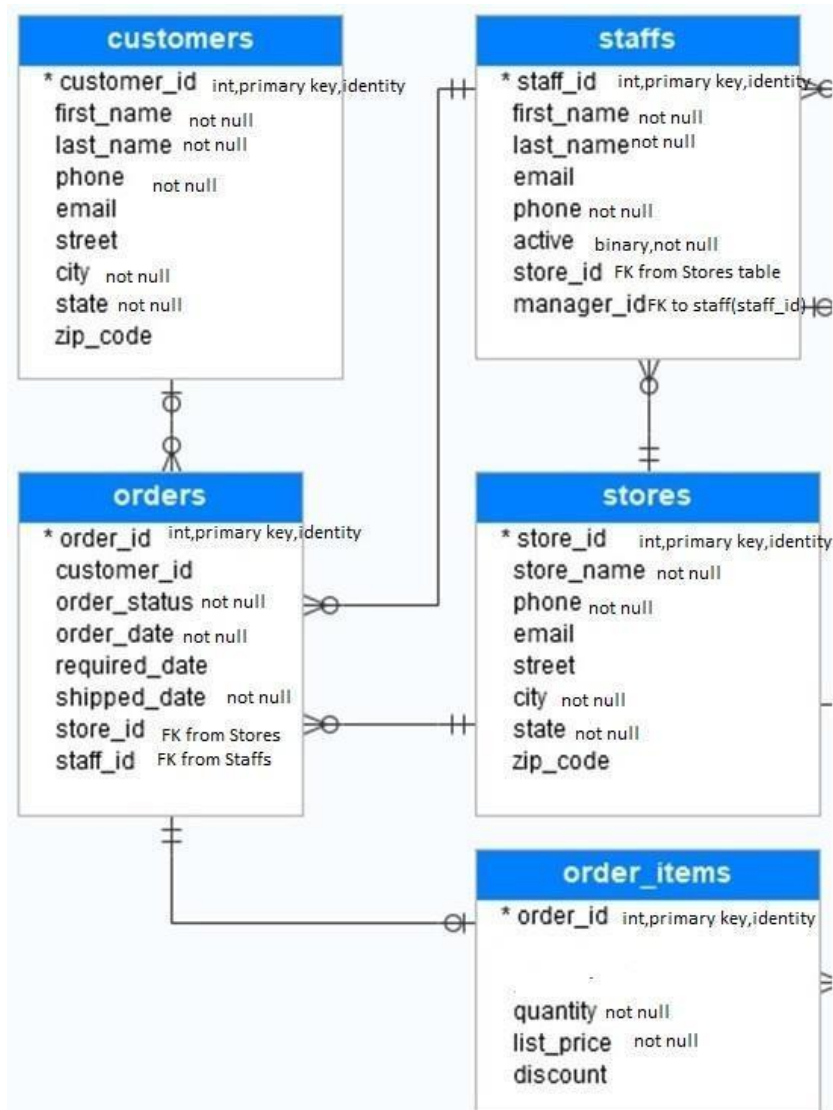 customers
* customer_id int,primary key,identity
first_name not null
last_name not null
phone not null
email
street
city not null
state not null
zip_code
staffs
* staff_id int,primary key,identity
first_name not null
last_name not null
email
phone not null
active binary,not null
store_id FK from Stores table
manager_id FK to staff(staff_id)
orders
* order_id int,primary key,identity
customer_id
order_status not null
order_date not null
required_date
shipped_date not null
store_id FK from Stores
staff_id FK from Staffs
stores
* store_id int,primary key,identity
store_name not null
phone not null
email
street
city not null
state not null
zip_code
order_items
* order_id int,primary key,identity
quantity not null
list_price not null
discount